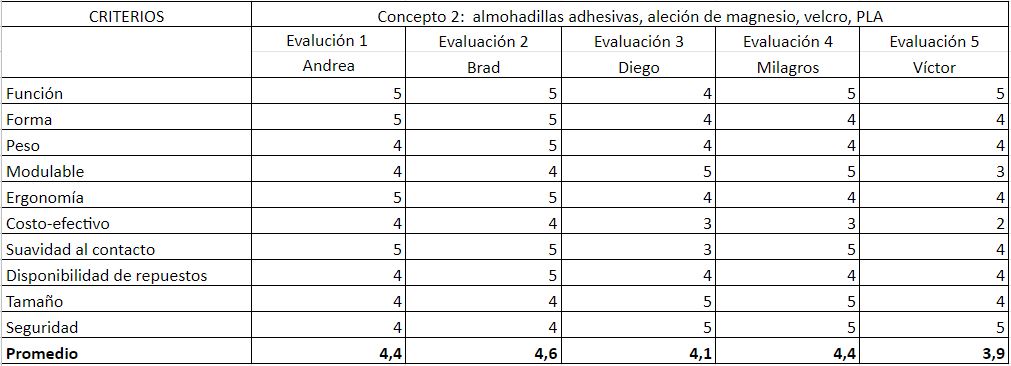 CRITERIOS Concepto 2: almohadillas adhesivas, aleción de magnesio, velcro, PLA
Evalución 1 Evaluación 2 Evaluación 3 Evaluación 4 Evaluación 5
Andrea Brad Diego Milagros Víctor
Función 5 5 4 5 5
Forma 5 5 4 4 4
Peso 4 5 4 4 4
Modulable 4 4 5 5 3
Ergonomía 5 5 4 4 4
Costo-efectivo 4 4 3 3 2
Suavidad al contacto 5 5 3 5 4
Disponibilidad de repuestos 4 5 4 4 4
Tamaño 4 4 5 5 4
Seguridad 4 4 5 5 5
Promedio 4,4 4,6 4,1 4,4 3,9